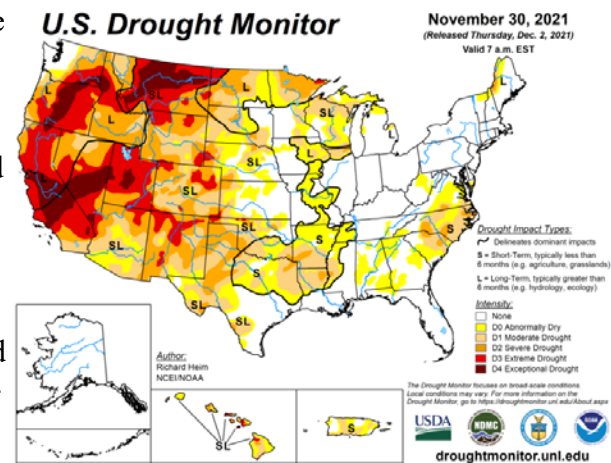 U.S. Drought Monitor
November 30, 2021
(Released Thursday, Dec. 2, 2021)
Valid 7 a.m. EST
e
d
d
L
L
L
L
SL
L
SL
SL
SL
SL
SL
L
SL
L
L
S
S
S
SL
SL
S
Drought Impact Types:
Delineates dominant impacts
S = Short-Term, typically less than
6 months (e.g. agriculture, grasslands)
L = Long-Term, typically greater than
6 months (e.g. hydrology, ecology)
Intensity:
None
D0 Abnormally Dry
D1 Moderate Drought
D2 Severe Drought
D3 Extreme Drought
D4 Exceptional Drought
Author:
Richard Heim
NCEI/NOAA
The Drought Monitor focuses on broad-scale conditions.
Local conditions may vary. For more information on the
Drought Monitor, go to https://droughtmonitor.unl.edu/About.aspx
USDA
NDMC
NOAA
droughtmonitor.unl.edu